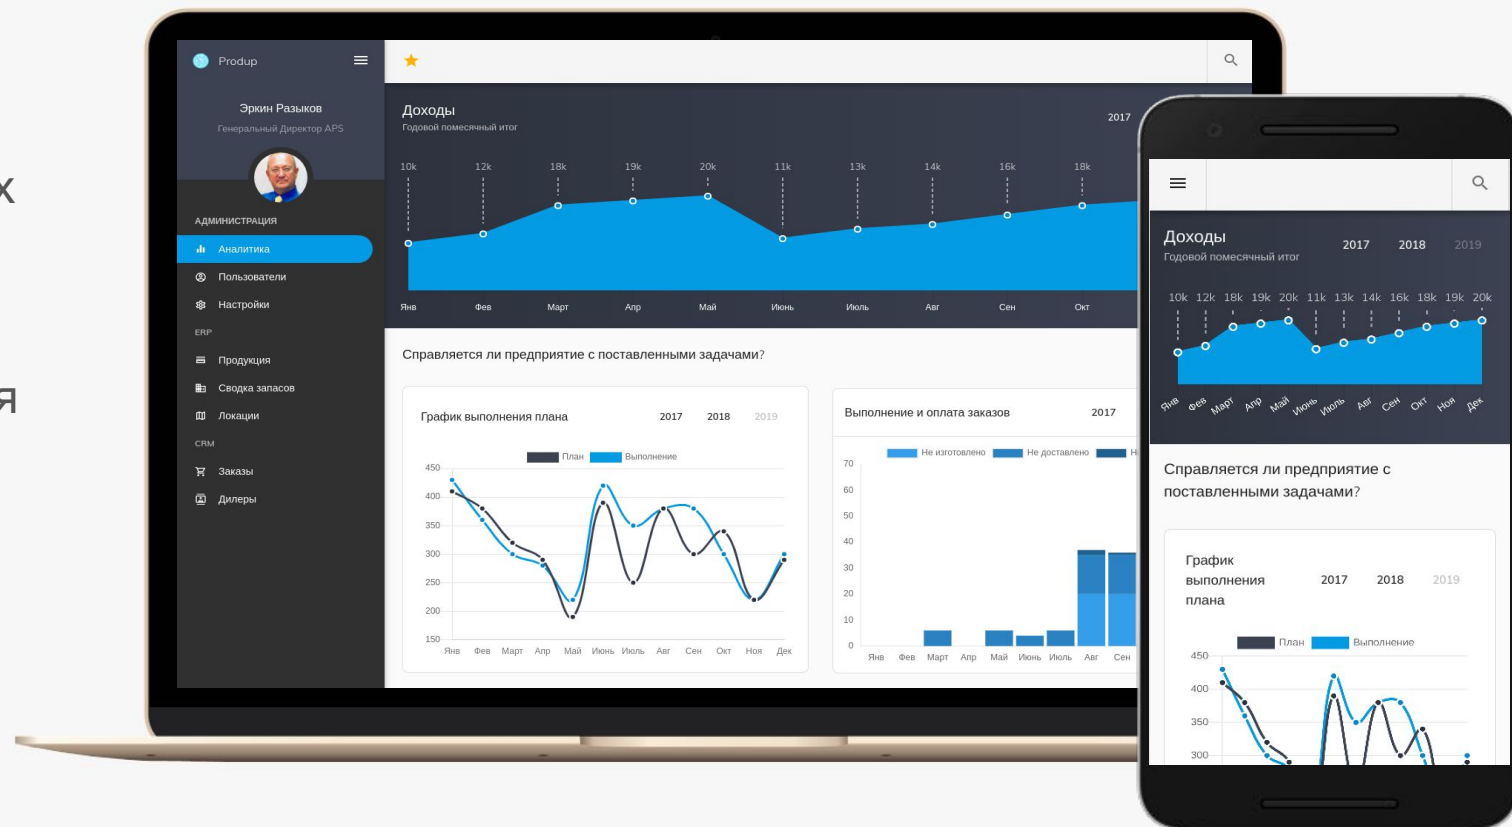 х
я
Produp
Эркин Разыков
Генеральный Директор APS
АДМИНИСТРАЦИЯ
Аналитика
Пользователи
Настройки
ERP
Продукция
Сводка запасов
Локации
CRM
Заказы
Дилеры
Доходы
Годовой помесячный итог
2017
10k 12k 18k 19k 20k 11k 13k 14k 16k 18k
Янв Фев Март Апр Май Июнь Июль Авг Сен Окт
Справляется ли предприятие с поставленными задачами?
График выполнения плана 2017 2018 2019
План Выполнение
450
400
350
300
250
200
150
Янв Фев Март Апр Май Июнь Июль Авг Сен Окт Ноя Дек
Выполнение и оплата заказов 2017
Не изготовлено Не доставлено Н
70
60
50
40
30
20
10
0
Янв Фев Март Апр Май Июнь Июль Авг Сен
Доходы
Годовой помесячный итог
2017 2018 2019
10k 12k 18k 19k 20k 11k 13k 14k 16k 18k 19k 20k
Янв Фев Март Апр Май Июнь Июль Авг Сен Окт Ноя Дек
Справляется ли предприятие с
поставленными задачами?
График
выполнения
плана
2017 2018 2019
План Выполнение
450
400
350
300